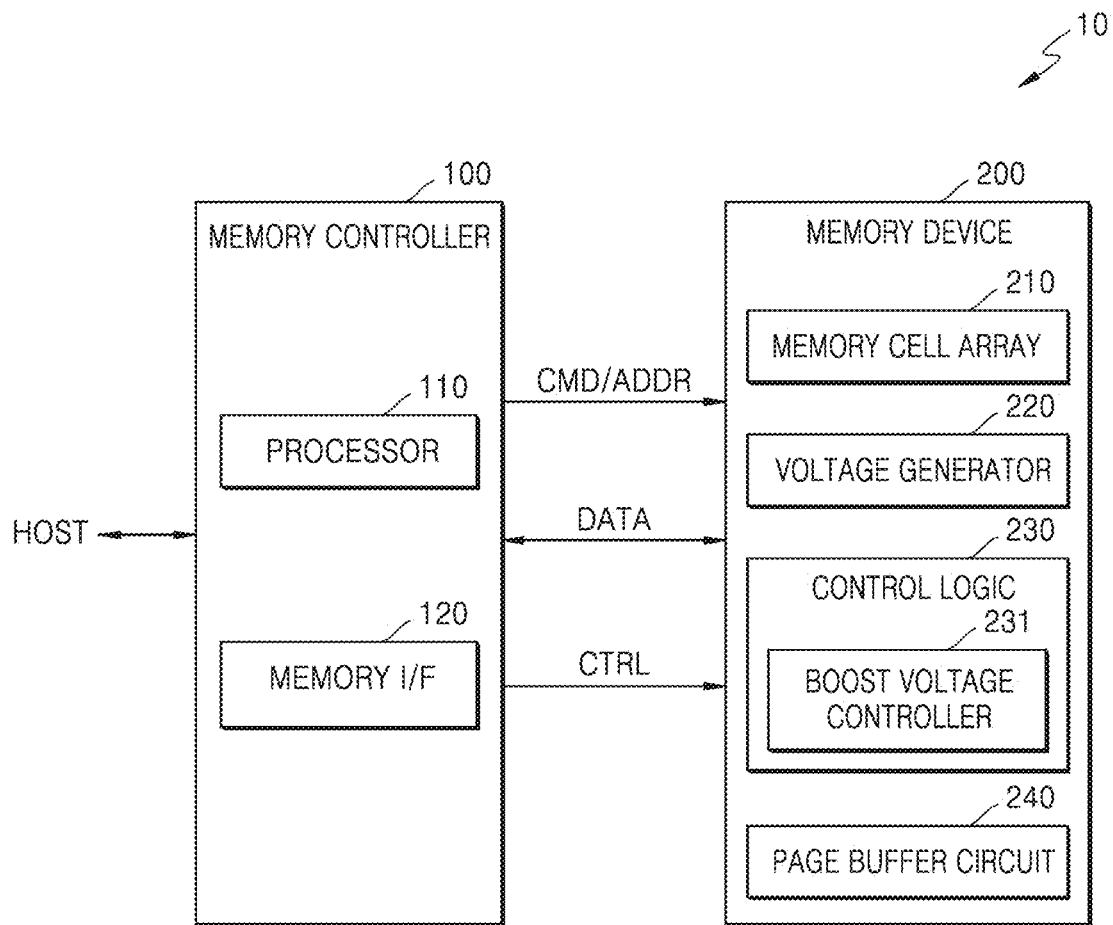 10
100
MEMORY CONTROLLER
110
PROCESSOR
120
MEMORY I/F
HOST
CMD/ADDR
DATA
CTRL
200
MEMORY DEVICE
210
MEMORY CELL ARRAY
220
VOLTAGE GENERATOR
230
CONTROL LOGIC
231
BOOST VOLTAGE
CONTROLLER
240
PAGE BUFFER CIRCUIT